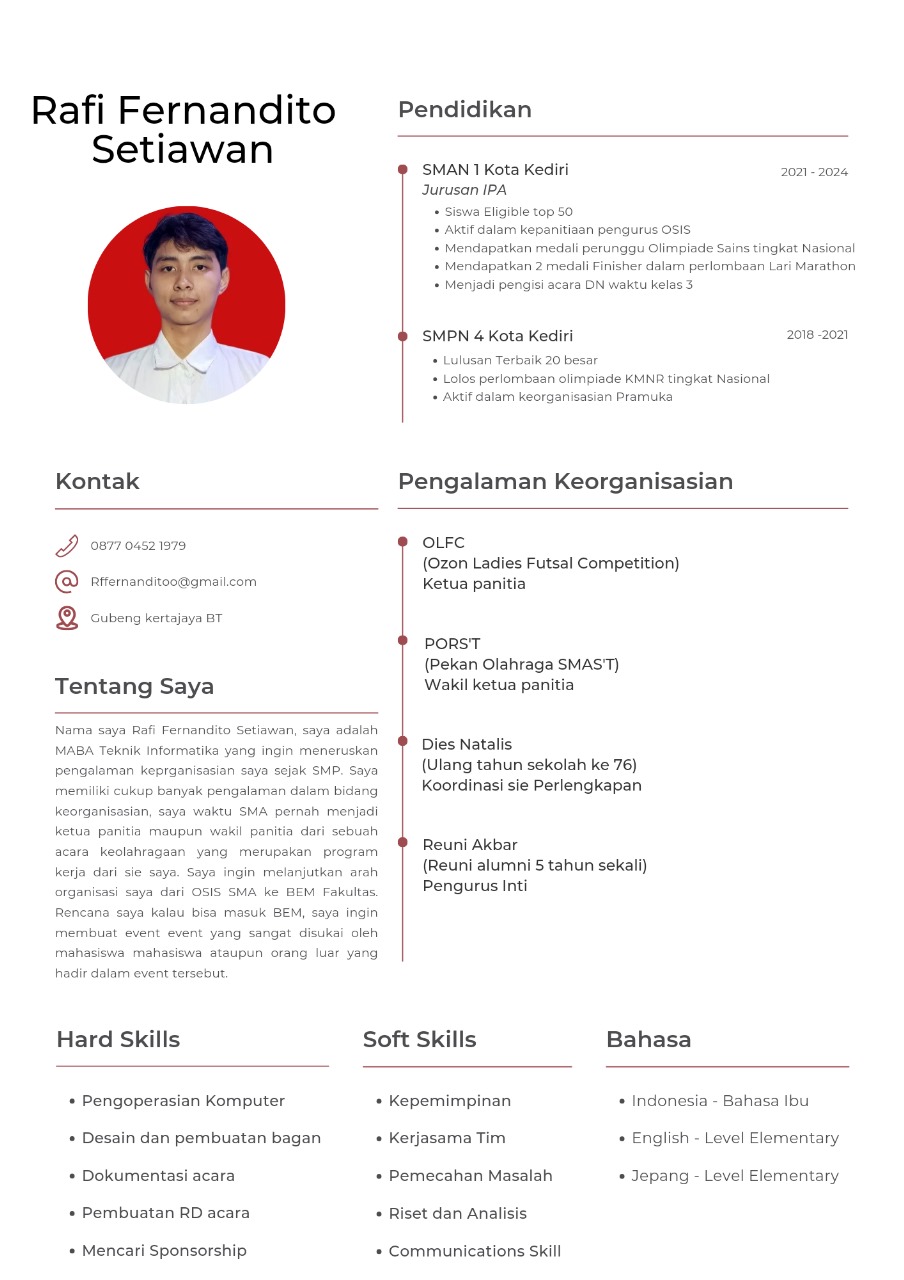 Rafi Fernandito
Setiawan
Pendidikan
SMAN 1 Kota Kediri
2021 - 2024
Jurusan IPA
• Siswa Eligible top 50
• Aktif dalam kepanitiaan pengurus OSIS
• Mendapatkan medali perunggu Olimpiade Sains tingkat Nasional
• Mendapatkan 2 medali Finisher dalam perlombaan Lari Marathon
• Menjadi pengisi acara DN waktu kelas 3
SMPN 4 Kota Kediri
2018 -2021
• Lulusan Terbaik 20 besar
• Lolos perlombaan olimpiade KMNR tingkat Nasional
• Aktif dalam keorganisasian Pramuka
Kontak
0877 0452 1979
Rffernanditoo@gmail.com
Gubeng kertajaya BT
Tentang Saya
Nama saya Rafi Fernandito Setiawan, saya adalah
MABA Teknik Informatika yang ingin meneruskan
pengalaman keprganisasian saya sejak SMP. Saya
memiliki cukup banyak pengalaman dalam bidang
keorganisasian, saya waktu SMA pernah menjadi
ketua panitia maupun wakil panitia dari sebuah
acara keolahragaan yang merupakan program
kerja dari sie saya. Saya ingin melanjutkan arah
organisasi saya dari OSIS SMA ke BEM Fakultas.
Rencana saya kalau bisa masuk BEM, saya ingin
membuat event event yang sangat disukai oleh
mahasiswa mahasiswa ataupun orang luar yang
hadir dalam event tersebut.
Pengalaman Keorganisasian
OLFC
(Ozon Ladies Futsal Competition)
Ketua panitia
PORS'T
(Pekan Olahraga SMAS'T)
Wakil ketua panitia
Dies Natalis
(Ulang tahun sekolah ke 76)
Koordinasi sie Perlengkapan
Reuni Akbar
(Reuni alumni 5 tahun sekali)
Pengurus Inti
Hard Skills
• Pengoperasian Komputer
• Desain dan pembuatan bagan
• Dokumentasi acara
• Pembuatan RD acara
• Mencari Sponsorship
Soft Skills
• Kepemimpinan
• Kerjasama Tim
• Pemecahan Masalah
• Riset dan Analisis
• Communications Skill
Bahasa
• Indonesia - Bahasa Ibu
• English - Level Elementary
• Jepang - Level Elementary